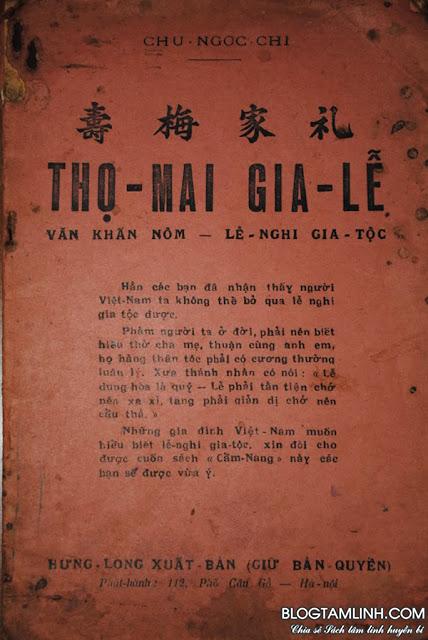 CHU·NGỌC·CHI
壽梅家礼
THỌ-MAI GIA-LỄ
VĂN KHẤN NÔM — LỄ-NGHI GIA-TỘC
Hẳn các bạn đã nhận thấy người
Việt-Nam ta không thể bỏ qua lễ nghi
gia tộc được.
Phàm người ta ở đời, phải nên biết
hiếu thờ cha mẹ, thuận cùng anh em,
họ hàng thân tộc phải có cương thường
luân lý. Xưa thánh nhân có nói : « Lễ
dụng hòa là quý — Lễ phải tần tiện chớ
nên xa xỉ, tang phải giản dị chớ nên
cầu thả. »
Những gia đình Việt-Nam muốn
hiểu biết lễ-nghi gia-tộc, xin đòi cho
được cuốn sách « Cẩm-Nang » này các
bạn sẽ được vừa ý.
HƯNG-LONG XUẤT-BẢN (GIỮ BẢN-QUYỀN)
Phát-hành : 112, Phố Cầu Gỗ — Hà-nội
BLOGTAMLINH.COM
Chia sẻ Sách tâm linh huyền bí